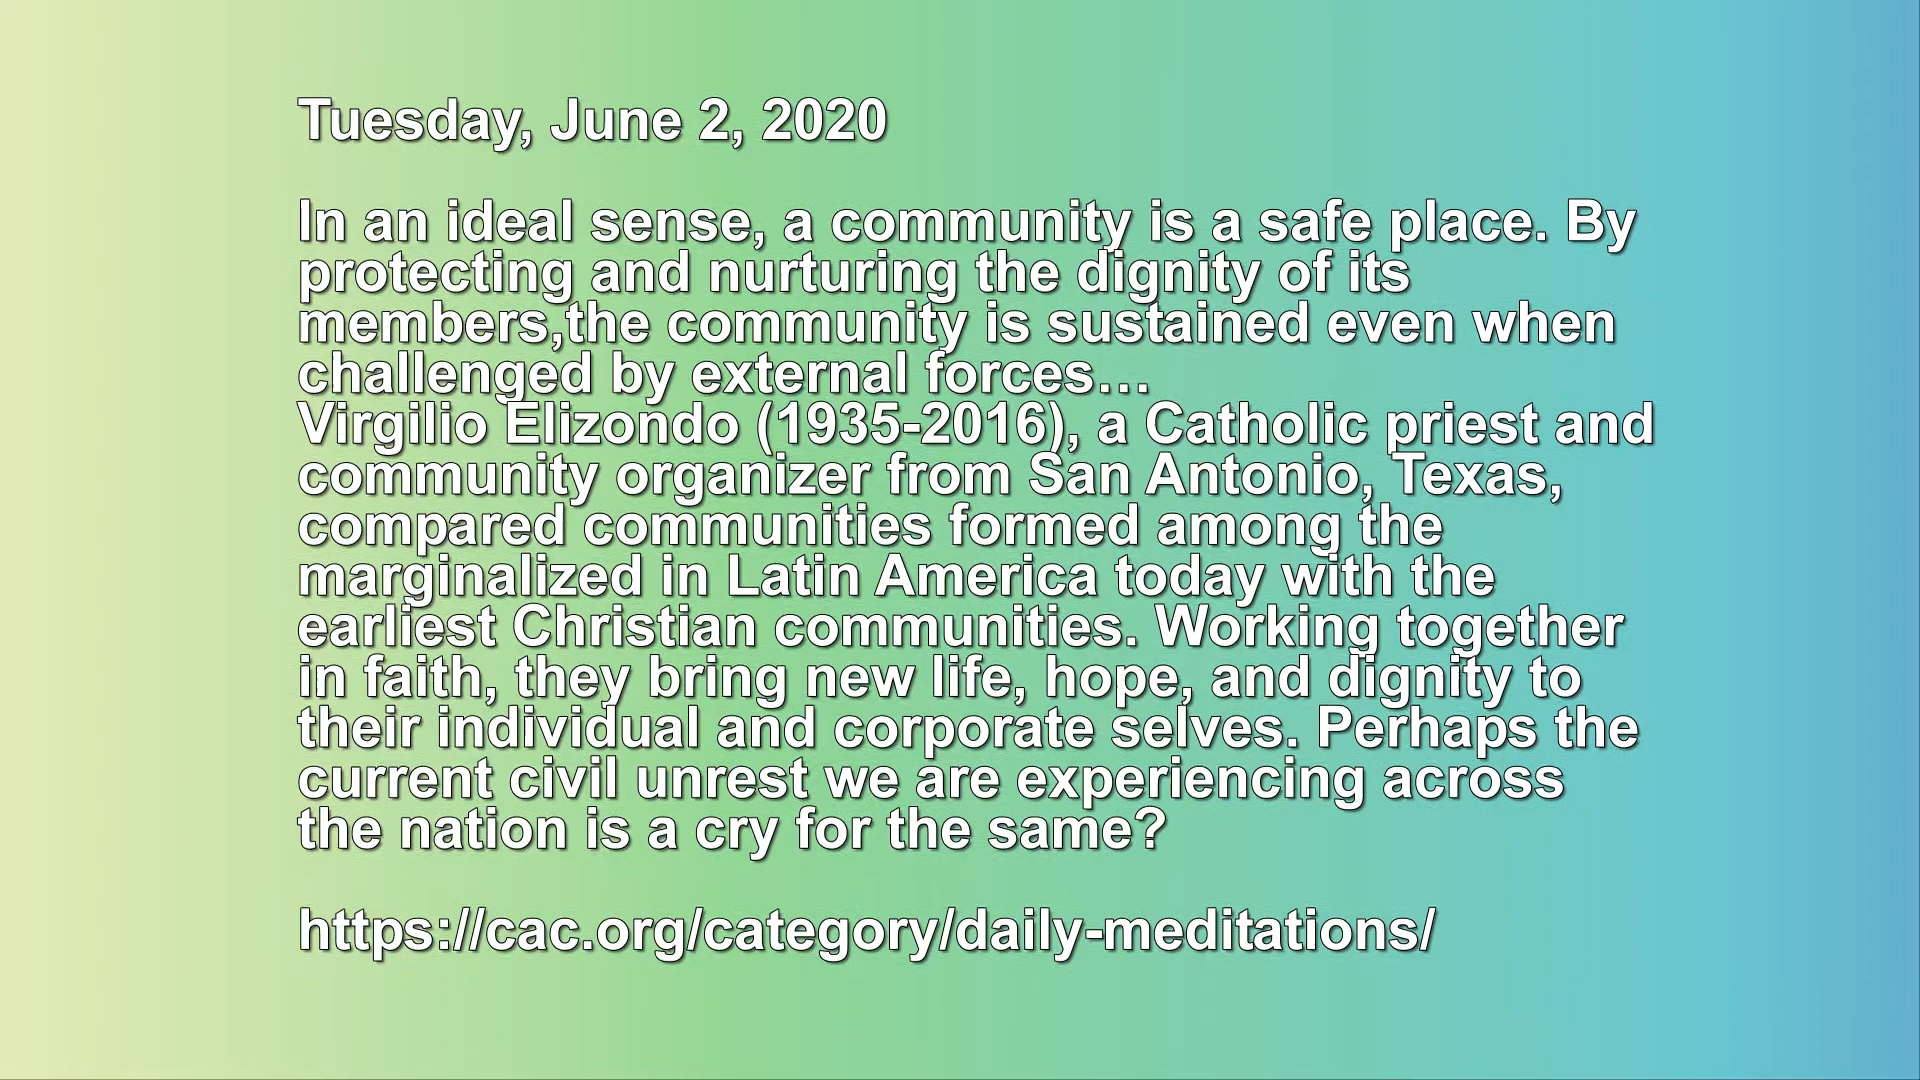 Tuesday, June 2, 2020
In an ideal sense, a community is a safe place. By
protecting and nurturing the dignity of its
members,the community is sustained even when
challenged by external forces…
Virgilio Elizondo (1935-2016), a Catholic priest and
community organizer from San Antonio, Texas,
compared communities formed among the
marginalized in Latin America today with the
earliest Christian communities. Working together
in faith, they bring new life, hope, and dignity to
their individual and corporate selves. Perhaps the
current civil unrest we are experiencing across
the nation is a cry for the same?
https://cac.org/category/daily-meditations/